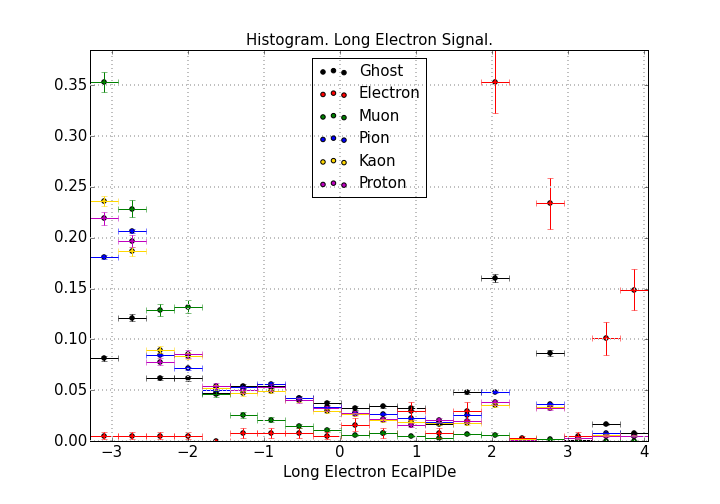 Histogram. Long Electron Signal.
Ghost
Electron
Muon
Pion
Kaon
Proton
0.35
0.30
0.25
0.20
0.15
0.10
0.05
0.00
−3 −2 −1 0 1 2 3 4
Long Electron EcalPIDe